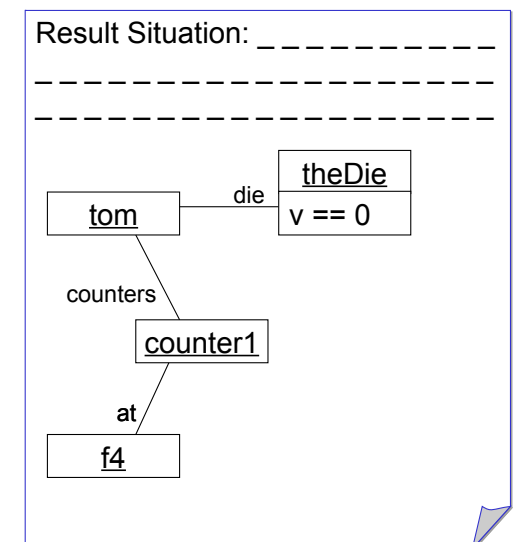 Result Situation: _ _ _ _ _ _ _ _ _ _
_ _ _ _ _ _ _ _ _ _ _ _ _ _ _ _ _ _ _
_ _ _ _ _ _ _ _ _ _ _ _ _ _ _ _ _ _ _
theDie
die
tom
v == 0
counters
counter1
at
f4